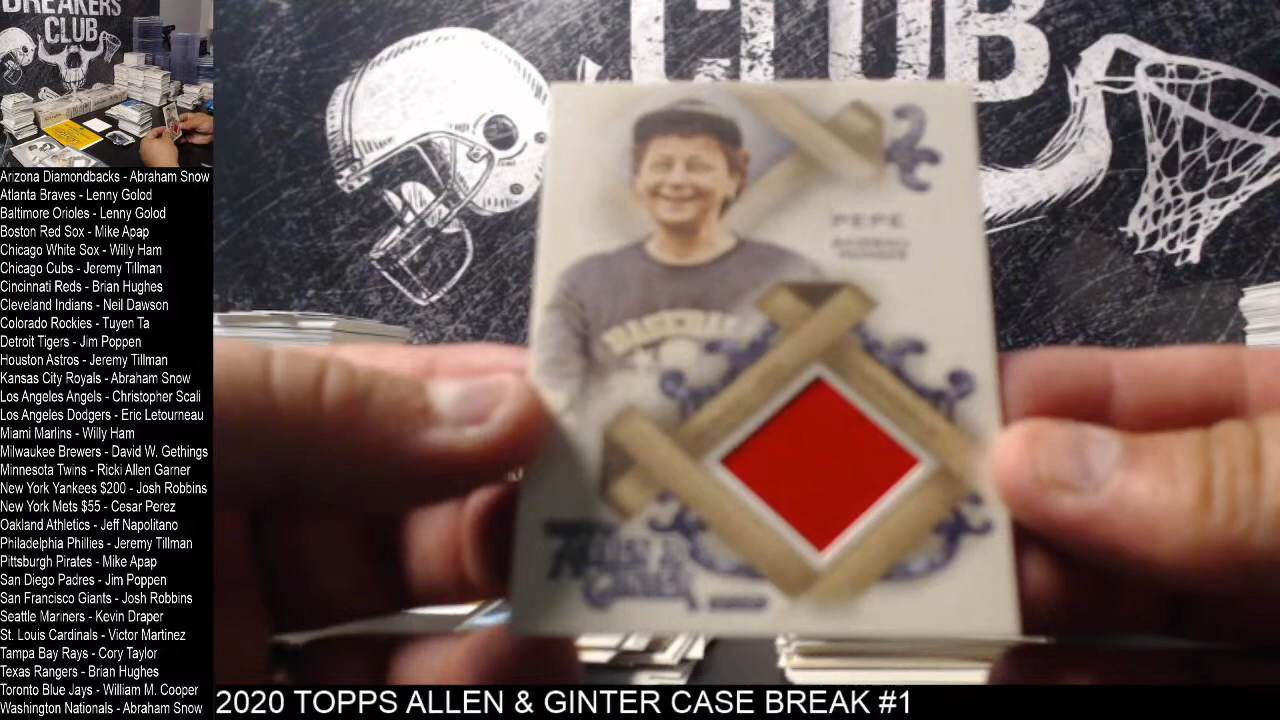 BREAKERS
CLUB
CLUB
Arizona Diamondbacks - Abraham Snow
Atlanta Braves - Lenny Golod
Baltimore Orioles - Lenny Golod
Boston Red Sox - Mike Apap
Chicago White Sox - Willy Ham
Chicago Cubs - Jeremy Tillman
Cincinnati Reds - Brian Hughes
Cleveland Indians - Neil Dawson
Colorado Rockies - Tuyen Ta
Detroit Tigers - Jim Poppen
Houston Astros - Jeremy Tillman
Kansas City Royals - Abraham Snow
Los Angeles Angels - Christopher Scali
Los Angeles Dodgers - Eric Letourneau
Miami Marlins - Willy Ham
Milwaukee Brewers - David W. Gethings
Minnesota Twins - Ricki Allen Garner
New York Yankees $200 - Josh Robbins
New York Mets $55 - Cesar Perez
Oakland Athletics - Jeff Napolitano
Philadelphia Phillies - Jeremy Tillman
Pittsburgh Pirates - Mike Apap
San Diego Padres - Jim Poppen
San Francisco Giants - Josh Robbins
Seattle Mariners - Kevin Draper
St. Louis Cardinals - Victor Martinez
Tampa Bay Rays - Cory Taylor
Texas Rangers - Brian Hughes
Toronto Blue Jays - William M. Cooper
Washington Nationals - Abraham Snow
PEPE
BASEBALL
PIONEER
BASEBALL
ALLEN &
GINTER
2020 TOPPS ALLEN & GINTER CASE BREAK #1